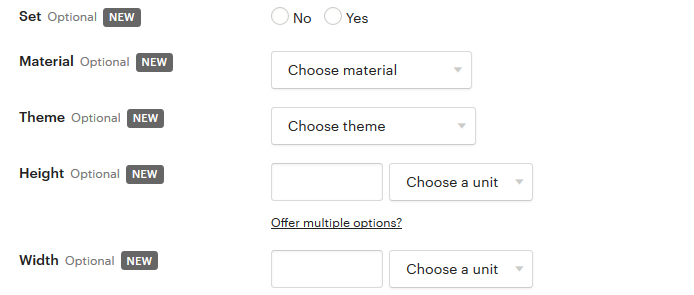 Set Optional NEW No Yes
Material Optional NEW Choose material
Theme Optional NEW Choose theme
Height Optional NEW Choose a unit
Offer multiple options?
Width Optional NEW Choose a unit